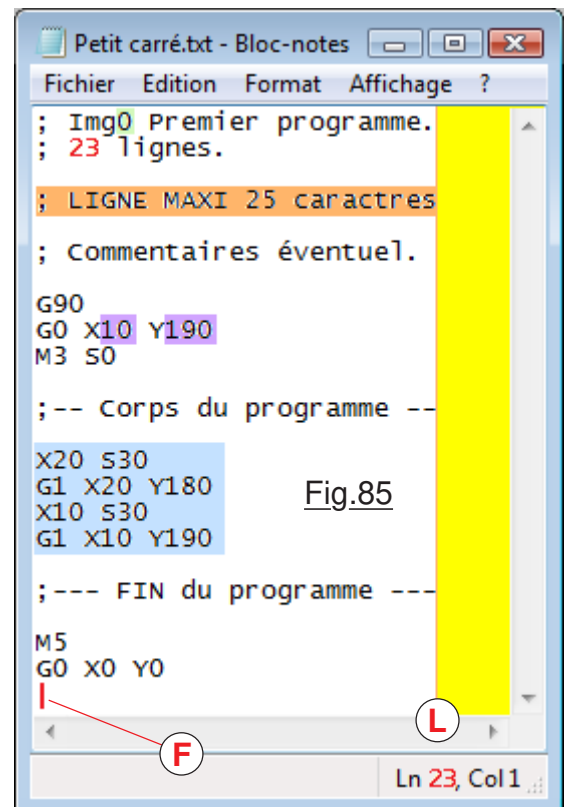 Petit carré.txt - Bloc-notes
Fichier Edition Format Affichage ?
; Img0 Premier programme.
; 23 lignes.
; LIGNE MAXI 25 caractres
; Commentaires éventuel.
G90
G0 X10 Y190
M3 S0
;-- Corps du programme --
X20 S30
G1 X20 Y180
X10 S30
G1 X10 Y190
Fig.85
;--- FIN du programme ---
M5
G0 X0 Y0
L
F
Ln 23, Col 1